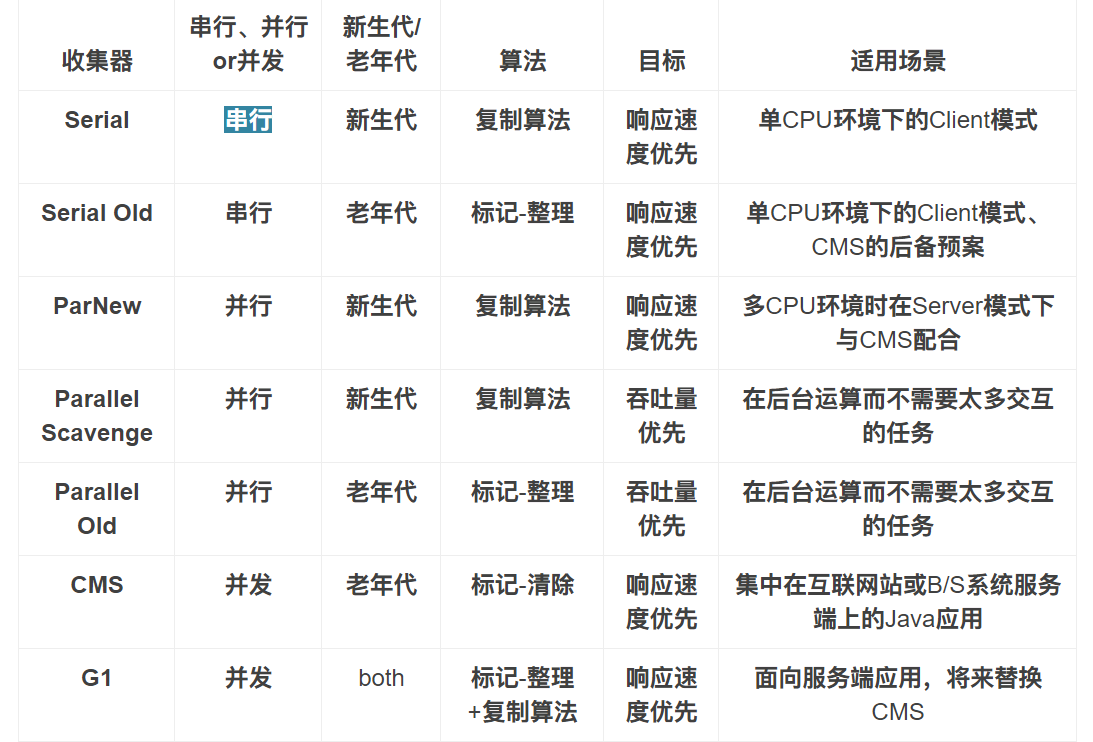 收集器
串行、并行
or并发
新生代/
老年代
算法
目标
适用场景
Serial
串行
新生代
复制算法
响应速
度优先
单CPU环境下的Client模式
Serial Old
串行
老年代
标记-整理
响应速
度优先
单CPU环境下的Client模式、
CMS的后备预案
ParNew
并行
新生代
复制算法
响应速
度优先
多CPU环境时在Server模式下
与CMS配合
Parallel
Scavenge
并行
新生代
复制算法
吞吐量
优先
在后台运算而不需要太多交互
的任务
Parallel
Old
并行
老年代
标记-整理
吞吐量
优先
在后台运算而不需要太多交互
的任务
CMS
并发
老年代
标记-清除
响应速
度优先
集中在互联网站或B/S系统服务
端上的Java应用
G1
并发
both
标记-整理
+复制算法
响应速
度优先
面向服务端应用，将来替换
CMS